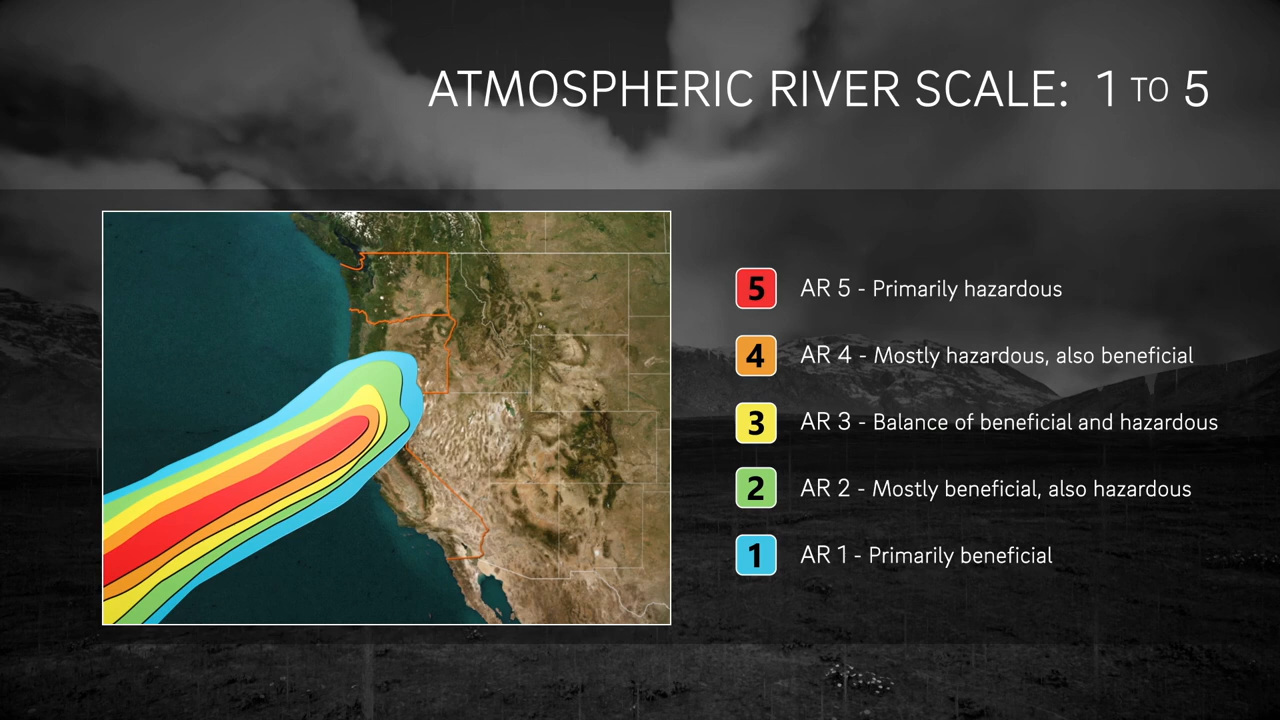 ATMOSPHERIC RIVER SCALE: 1 TO 5
5 AR 5 - Primarily hazardous
4 AR 4 - Mostly hazardous, also beneficial
3 AR 3 - Balance of beneficial and hazardous
2 AR 2 - Mostly beneficial, also hazardous
1 AR 1 - Primarily beneficial